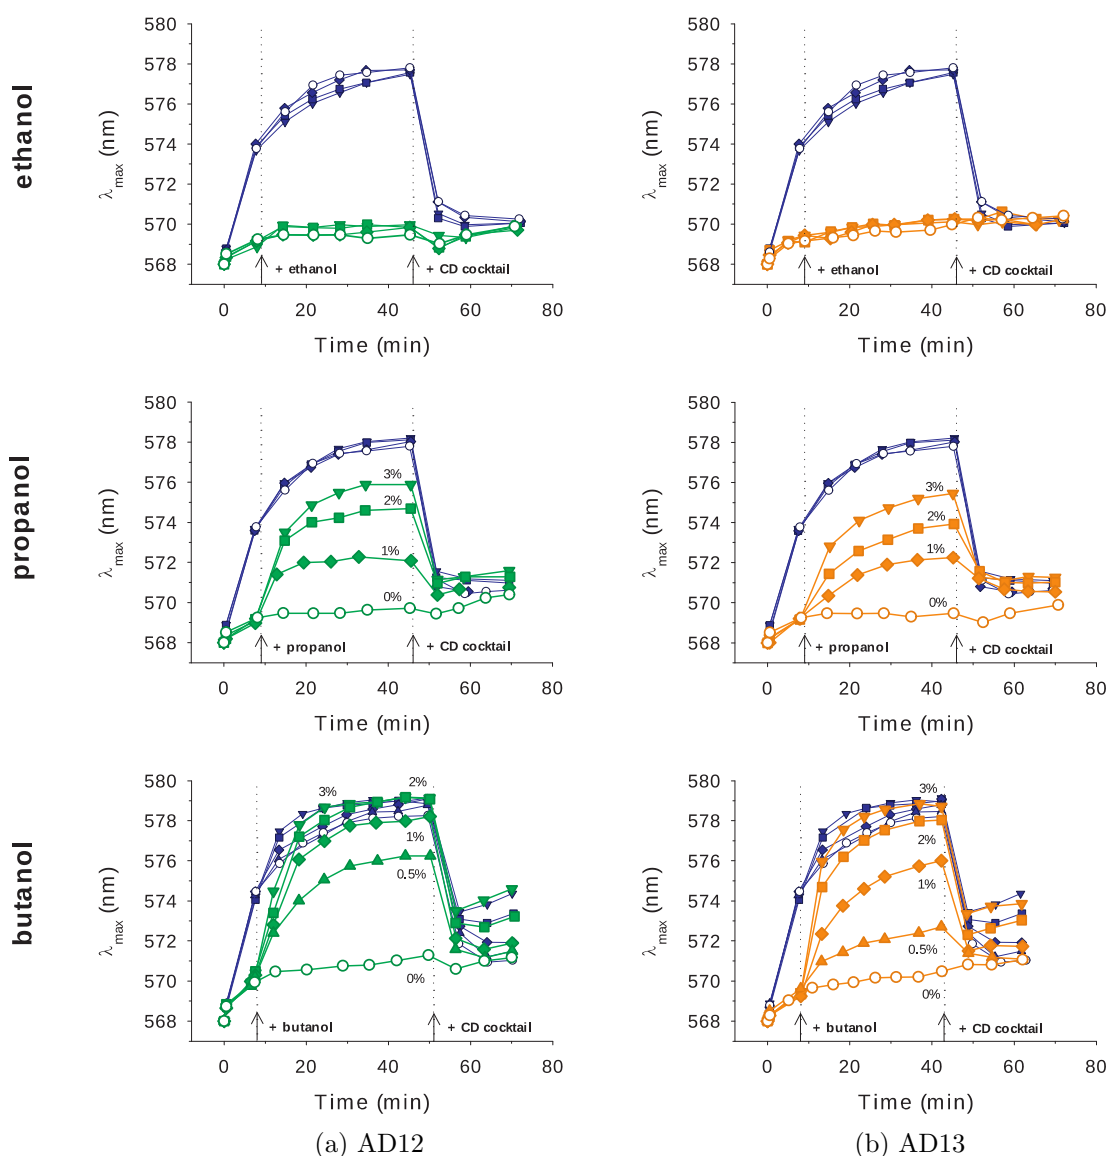 ethanol
λmax (nm)
580
578
576
574
571
570
568
+ ethanol
+ CD cocktail
0 20 40 60 80
Time (min)
λmax (nm)
580
578
576
574
571
570
568
+ ethanol
+ CD cocktail
0 20 40 60 80
Time (min)
propanol
λmax (nm)
580
578
576
574
572
570
568
3%
2%
1%
0%
+ propanol
+ CD cocktail
0 20 40 60 80
Time (min)
λmax (nm)
580
578
576
574
572
570
568
3%
2%
1%
0%
+ propanol
+ CD cocktail
0 20 40 60 80
Time (min)
butanol
λmax (nm)
580
578
576
574
572
570
568
3%
2%
1%
0.5%
0%
+ butanol
+ CD cocktail
0 20 40 60 80
Time (min)
λmax (nm)
580
578
576
574
572
570
568
3%
2%
1%
0.5%
0%
+ butanol
+ CD cocktail
0 20 40 60 80
Time (min)
(a) AD12
(b) AD13